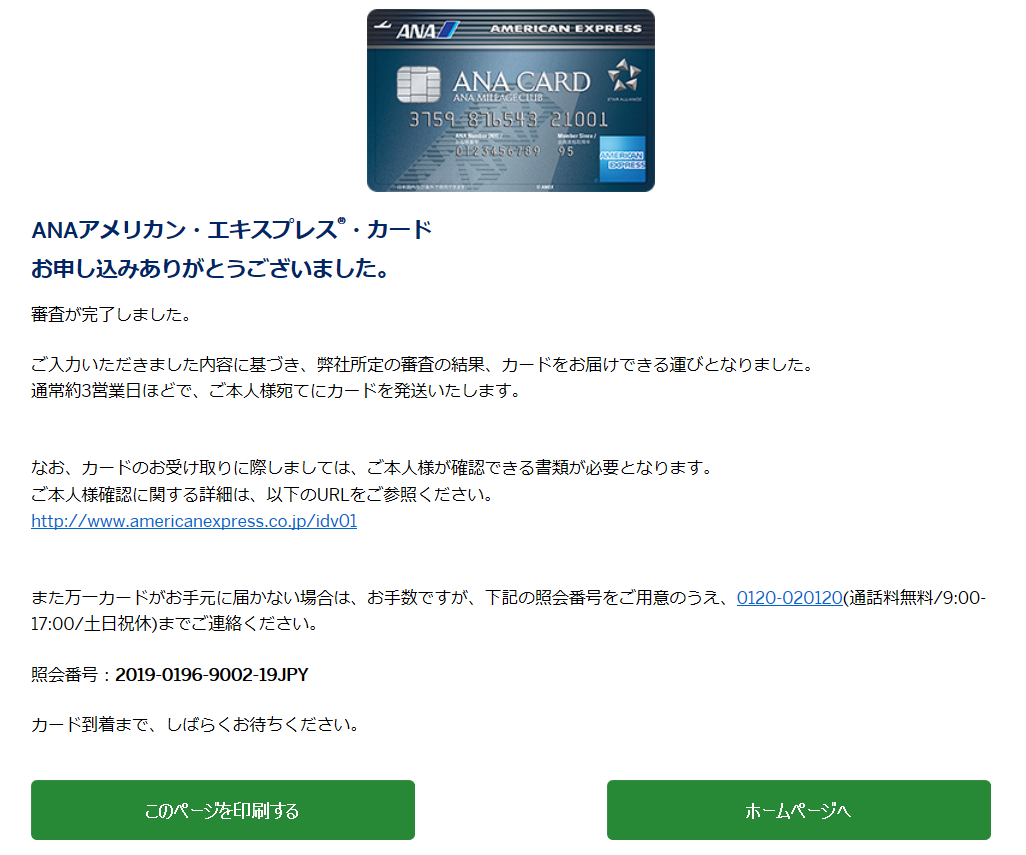 ANA AMERICAN EXPRESS
ANA CARD
ANA MILEAGE CLUB
STAR ALLIANCE
3759 876543 21001
ANA Number (NH) / Member Since /
0123456789 95
AMERICAN
EXPRESS
© AMEX
ANAアメリカン・エキスプレス®・カード
お申し込みありがとうございました。
審査が完了しました。
ご入力いただきました内容に基づき、弊社所定の審査の結果、カードをお届けできる運びとなりました。
通常約3営業日ほどで、ご本人様宛てにカードを発送いたします。
なお、カードのお受け取りに際しましては、ご本人様が確認できる書類が必要となります。
ご本人様確認に関する詳細は、以下のURLをご参照ください。
http://www.americanexpress.co.jp/idv01
また万一カードがお手元に届かない場合は、お手数ですが、下記の照会番号をご用意のうえ、0120-020120(通話料無料/9:00-
17:00/土日祝休)までご連絡ください。
照会番号：2019-0196-9002-19JPY
カード到着まで、しばらくお待ちください。
このページを印刷する ホームページへ